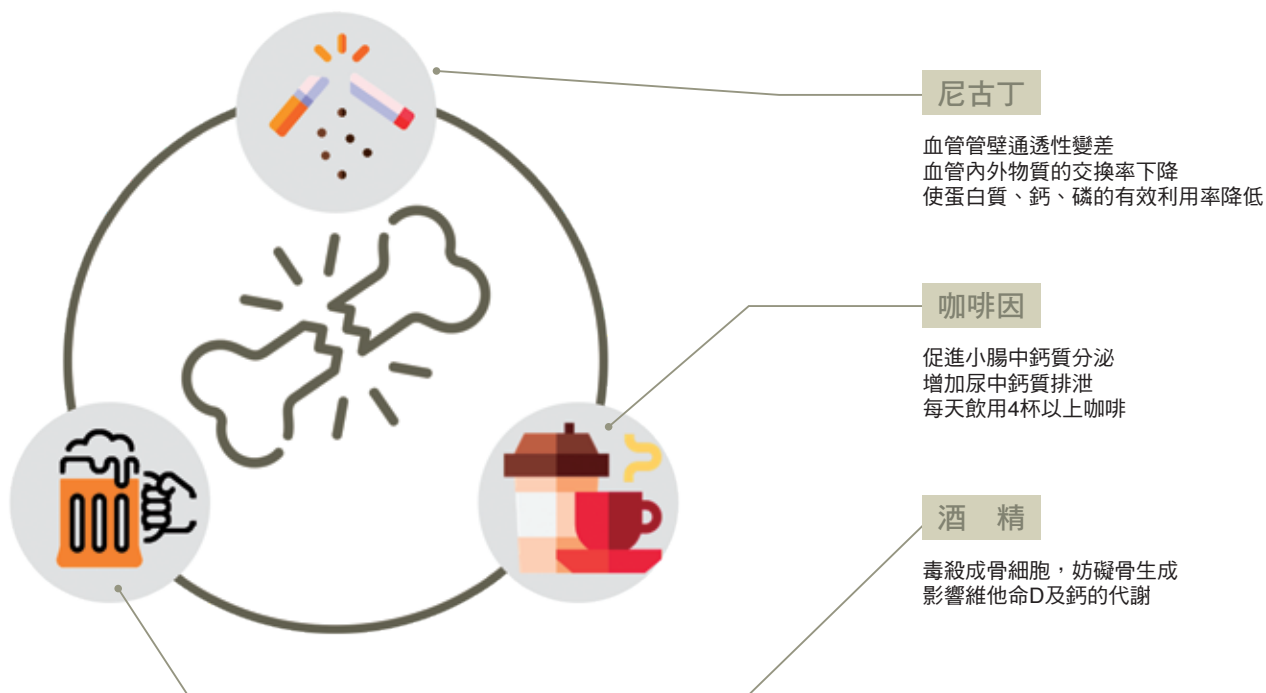 尼古丁
血管管壁通透性變差
血管內外物質的交換率下降
使蛋白質、鈣、磷的有效利用率降低
咖啡因
促進小腸中鈣質分泌
增加尿中鈣質排泄
每天飲用4杯以上咖啡
酒　精
毒殺成骨細胞，妨礙骨生成
影響維他命D及鈣的代謝